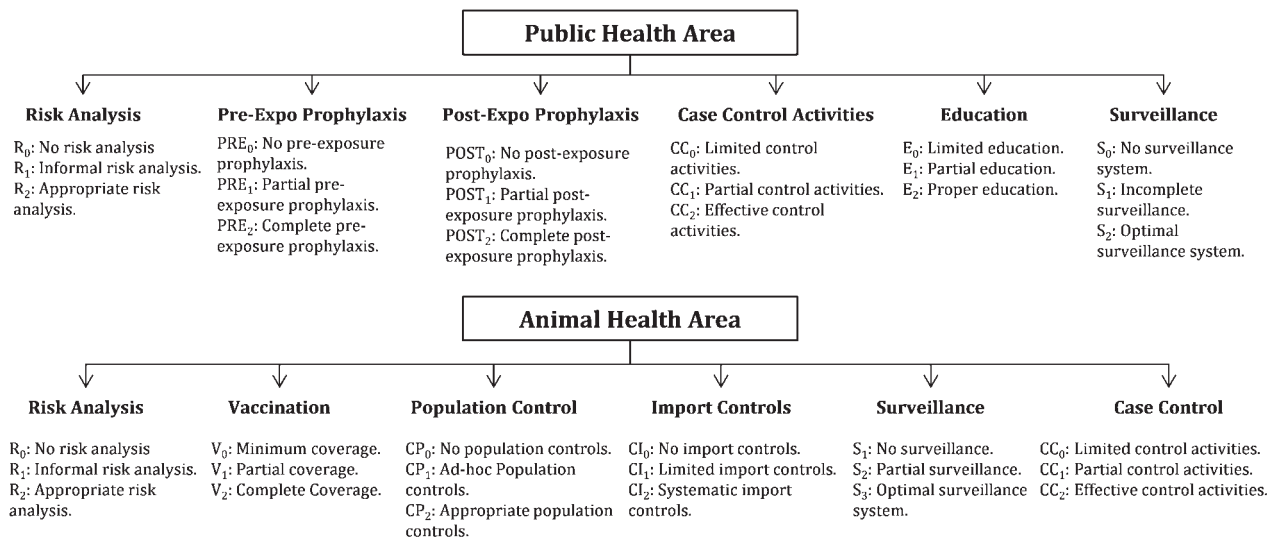 Public Health Area
Risk Analysis
R₀: No risk analysis
R₁: Informal risk analysis.
R₂: Appropriate risk
analysis.
Pre-Expo Prophylaxis
PRE₀: No pre-exposure
prophylaxis.
PRE₁: Partial pre-
exposure prophylaxis.
PRE₂: Complete pre-
exposure prophylaxis.
Post-Expo Prophylaxis
POST₀: No post-exposure
prophylaxis.
POST₁: Partial post-
exposure prophylaxis.
POST₂: Complete post-
exposure prophylaxis.
Case Control Activities
CC₀: Limited control
activities.
CC₁: Partial control activities.
CC₂: Effective control
activities.
Education
E₀: Limited education.
E₁: Partial education.
E₂: Proper education.
Surveillance
S₀: No surveillance
system.
S₁: Incomplete
surveillance.
S₂: Optimal
surveillance system.
Animal Health Area
Risk Analysis
R₀: No risk analysis
R₁: Informal risk analysis.
R₂: Appropriate risk
analysis.
Vaccination
V₀: Minimum coverage.
V₁: Partial coverage.
V₂: Complete Coverage.
Population Control
CP₀: No population controls.
CP₁: Ad-hoc Population
controls.
CP₂: Appropriate population
controls.
Import Controls
CI₀: No import controls.
CI₁: Limited import controls.
CI₂: Systematic import
controls.
Surveillance
S₁: No surveillance.
S₂: Partial surveillance.
S₃: Optimal surveillance
system.
Case Control
CC₀: Limited control activities.
CC₁: Partial control activities.
CC₂: Effective control activities.